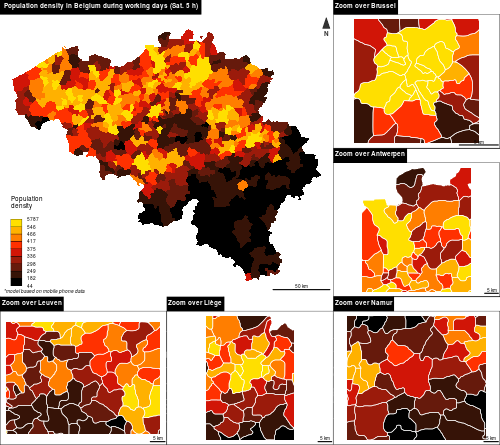 Population density in Belgium during working days (Sat. 5 h)
N
Population
density
5787
546
466
417
375
336
298
249
182
44
*model based on mobile phone data
50 km
Zoom over Brussel
Zoom over Antwerpen
5 km
Zoom over Leuven
5 km
Zoom over Liège
5 km
Zoom over Namur
5 km